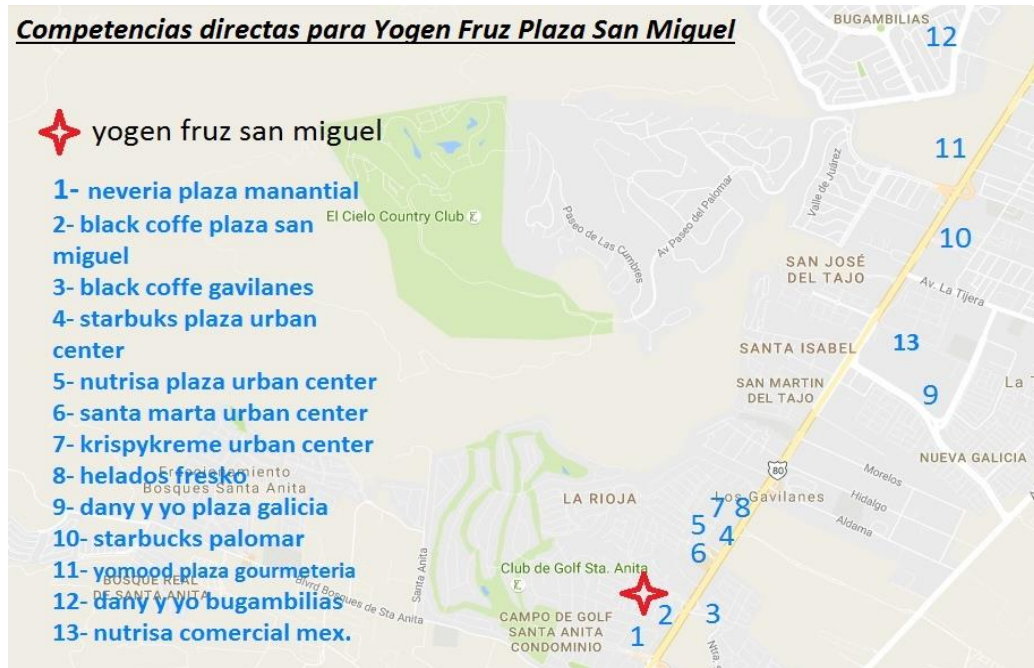 Competencias directas para Yogen Fruz Plaza San Miguel
yogen fruz san miguel
1- neveria plaza manantial
2- black coffe plaza san
miguel
3- black coffe gavilanes
4- starbuks plaza urban
center
5- nutrisa plaza urban center
6- santa marta urban center
7- krispykreme urban center
8- helados fresko
9- dany y yo plaza galicia
10- starbucks palomar
11- yomood plaza gourmeteria
12- dany y yo bugambilias
13- nutrisa comercial mex.
BUGAMBILIAS
12
11
Valle de Juárez
El Cielo Country Club
Paseo de Las Cumbres
Av Paseo del Palomar
10
SAN JOSÉ
DEL TAJO
Av. La Tijera
SANTA ISABEL
13
SAN MARTIN
DEL TAJO
9
La
NUEVA GALICIA
80
Fraccionamiento
Bosques Santa Anita
LA RIOJA
Los Gavilanes
Morelos
Hidalgo
Aldama
7 8
5
4
6
Club de Golf Sta. Anita
BOSQUE REAL
DE SANTA ANITA
Blvrd Bosques de Sta Anita
Santa Anita
CAMPO DE GOLF
SANTA ANITA
CONDOMINIO
2
3
1
Ntra.